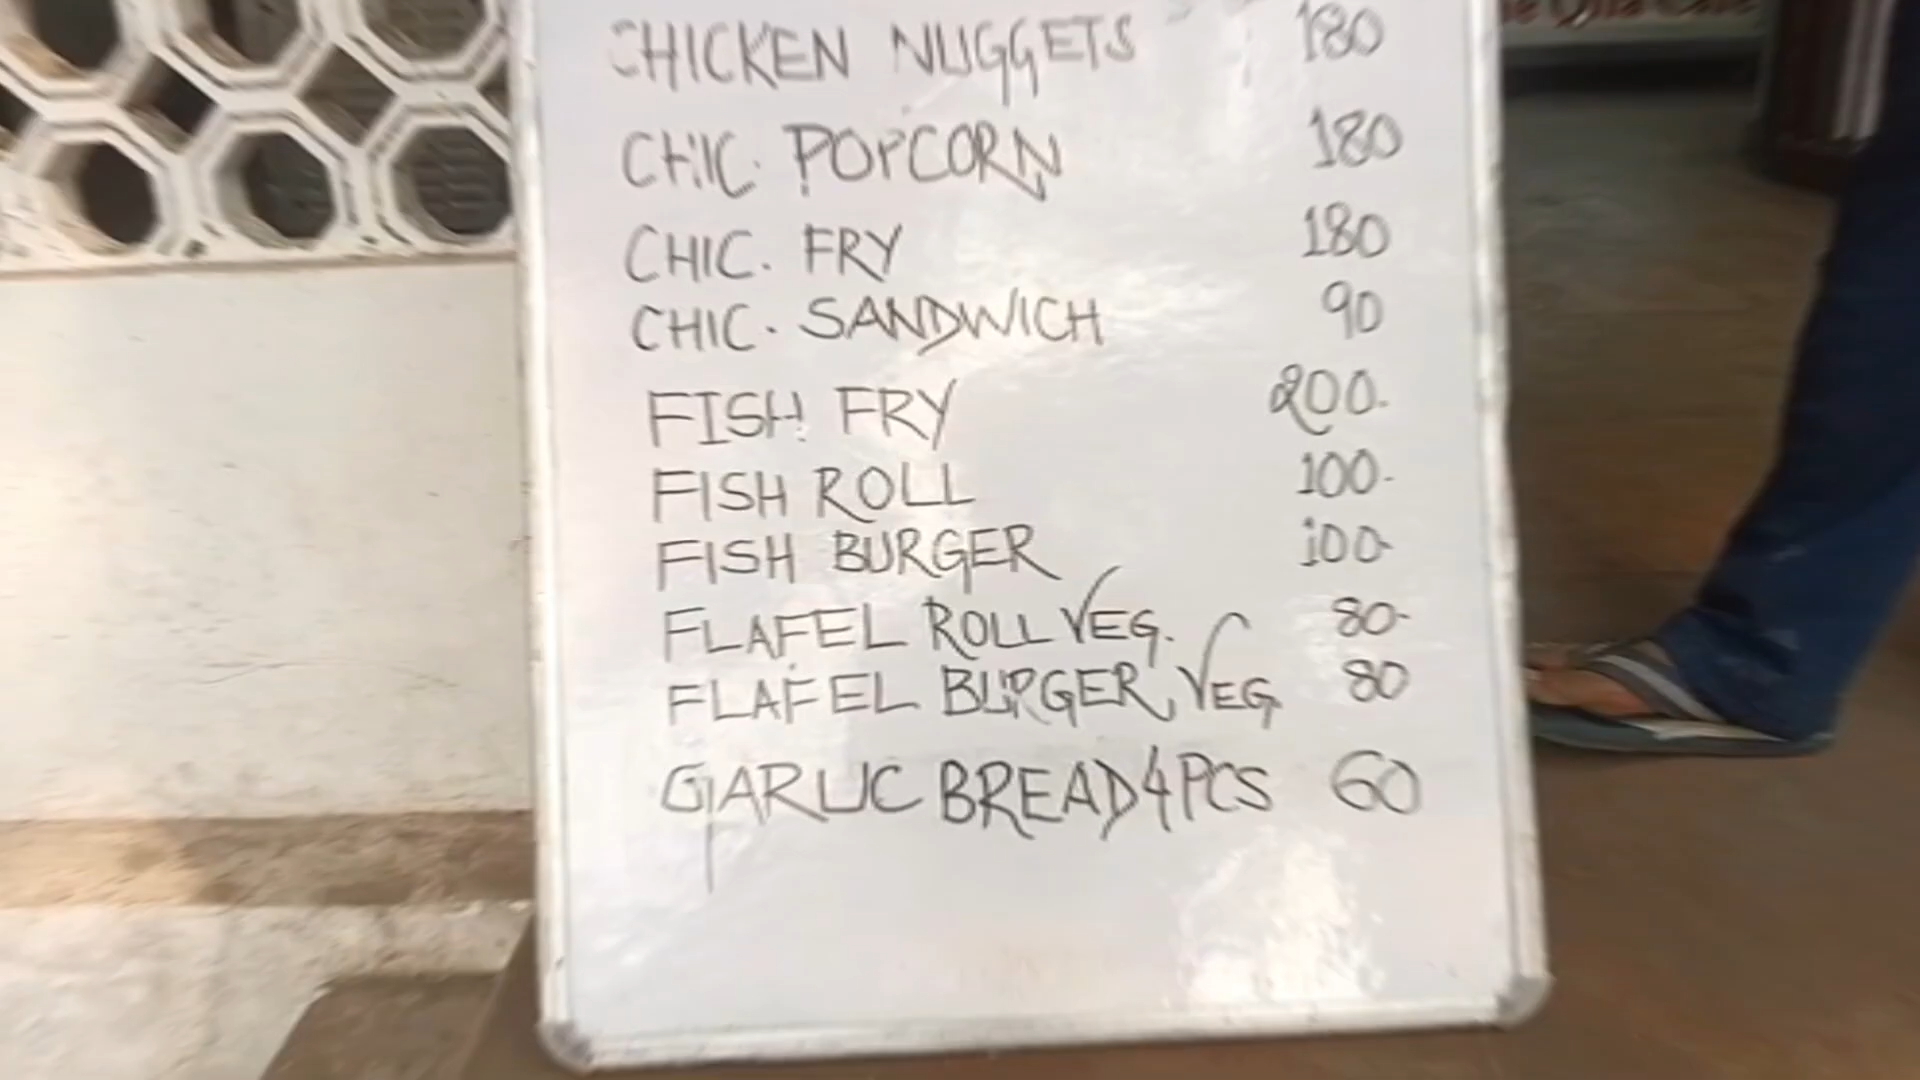 CHICKEN NUGGETS 180
CHIC. POPCORN 180
CHIC. FRY 180
CHIC. SANDWICH 90
FISH FRY 200-
FISH ROLL 100-
FISH BURGER 100-
FLAFEL ROLL VEG. 80-
FLAFEL BURGER VEG 80
GARLIC BREAD 4 PCS 60